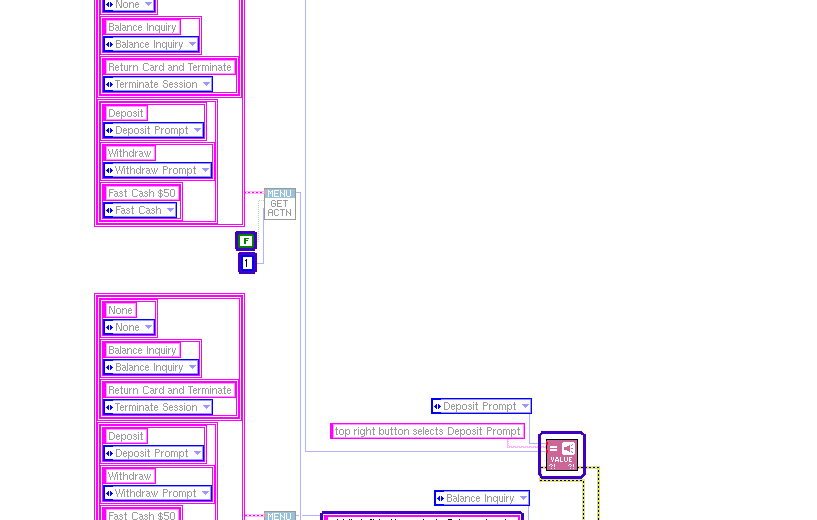 None
Balance Inquiry
Balance Inquiry
Return Card and Terminate
Terminate Session
Deposit
Deposit Prompt
Withdraw
Withdraw Prompt
Fast Cash $50
Fast Cash
MENU
GET
ACTN
F
1
None
None
Balance Inquiry
Balance Inquiry
Return Card and Terminate
Terminate Session
Deposit
Deposit Prompt
Withdraw
Withdraw Prompt
Fast Cash $50
MENU
Deposit Prompt
top right button selects Deposit Prompt
=
VALUE
?! ?!
Balance Inquiry